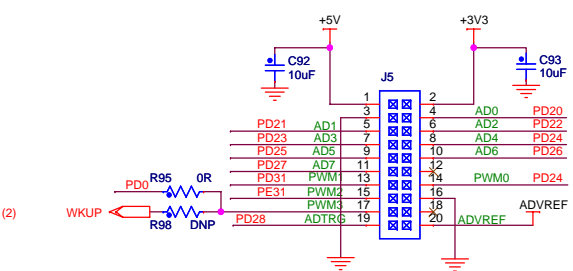 +5V +3V3
C92 10uF
C93 10uF
J5
1 2
3 4 AD0 PD20
PD21 AD1 5 6 AD2 PD22
PD23 AD3 7 8 AD4 PD24
PD25 AD5 9 10 AD6 PD26
PD27 AD7 11 12
PD31 PWM1 13 14 PWM0 PD24
PE31 PWM2 15 16
PWM3 17 18
PD28 ADTRG 19 20 ADVREF
ADVREF
PD0 R95 0R
(2) WKUP R98 DNP